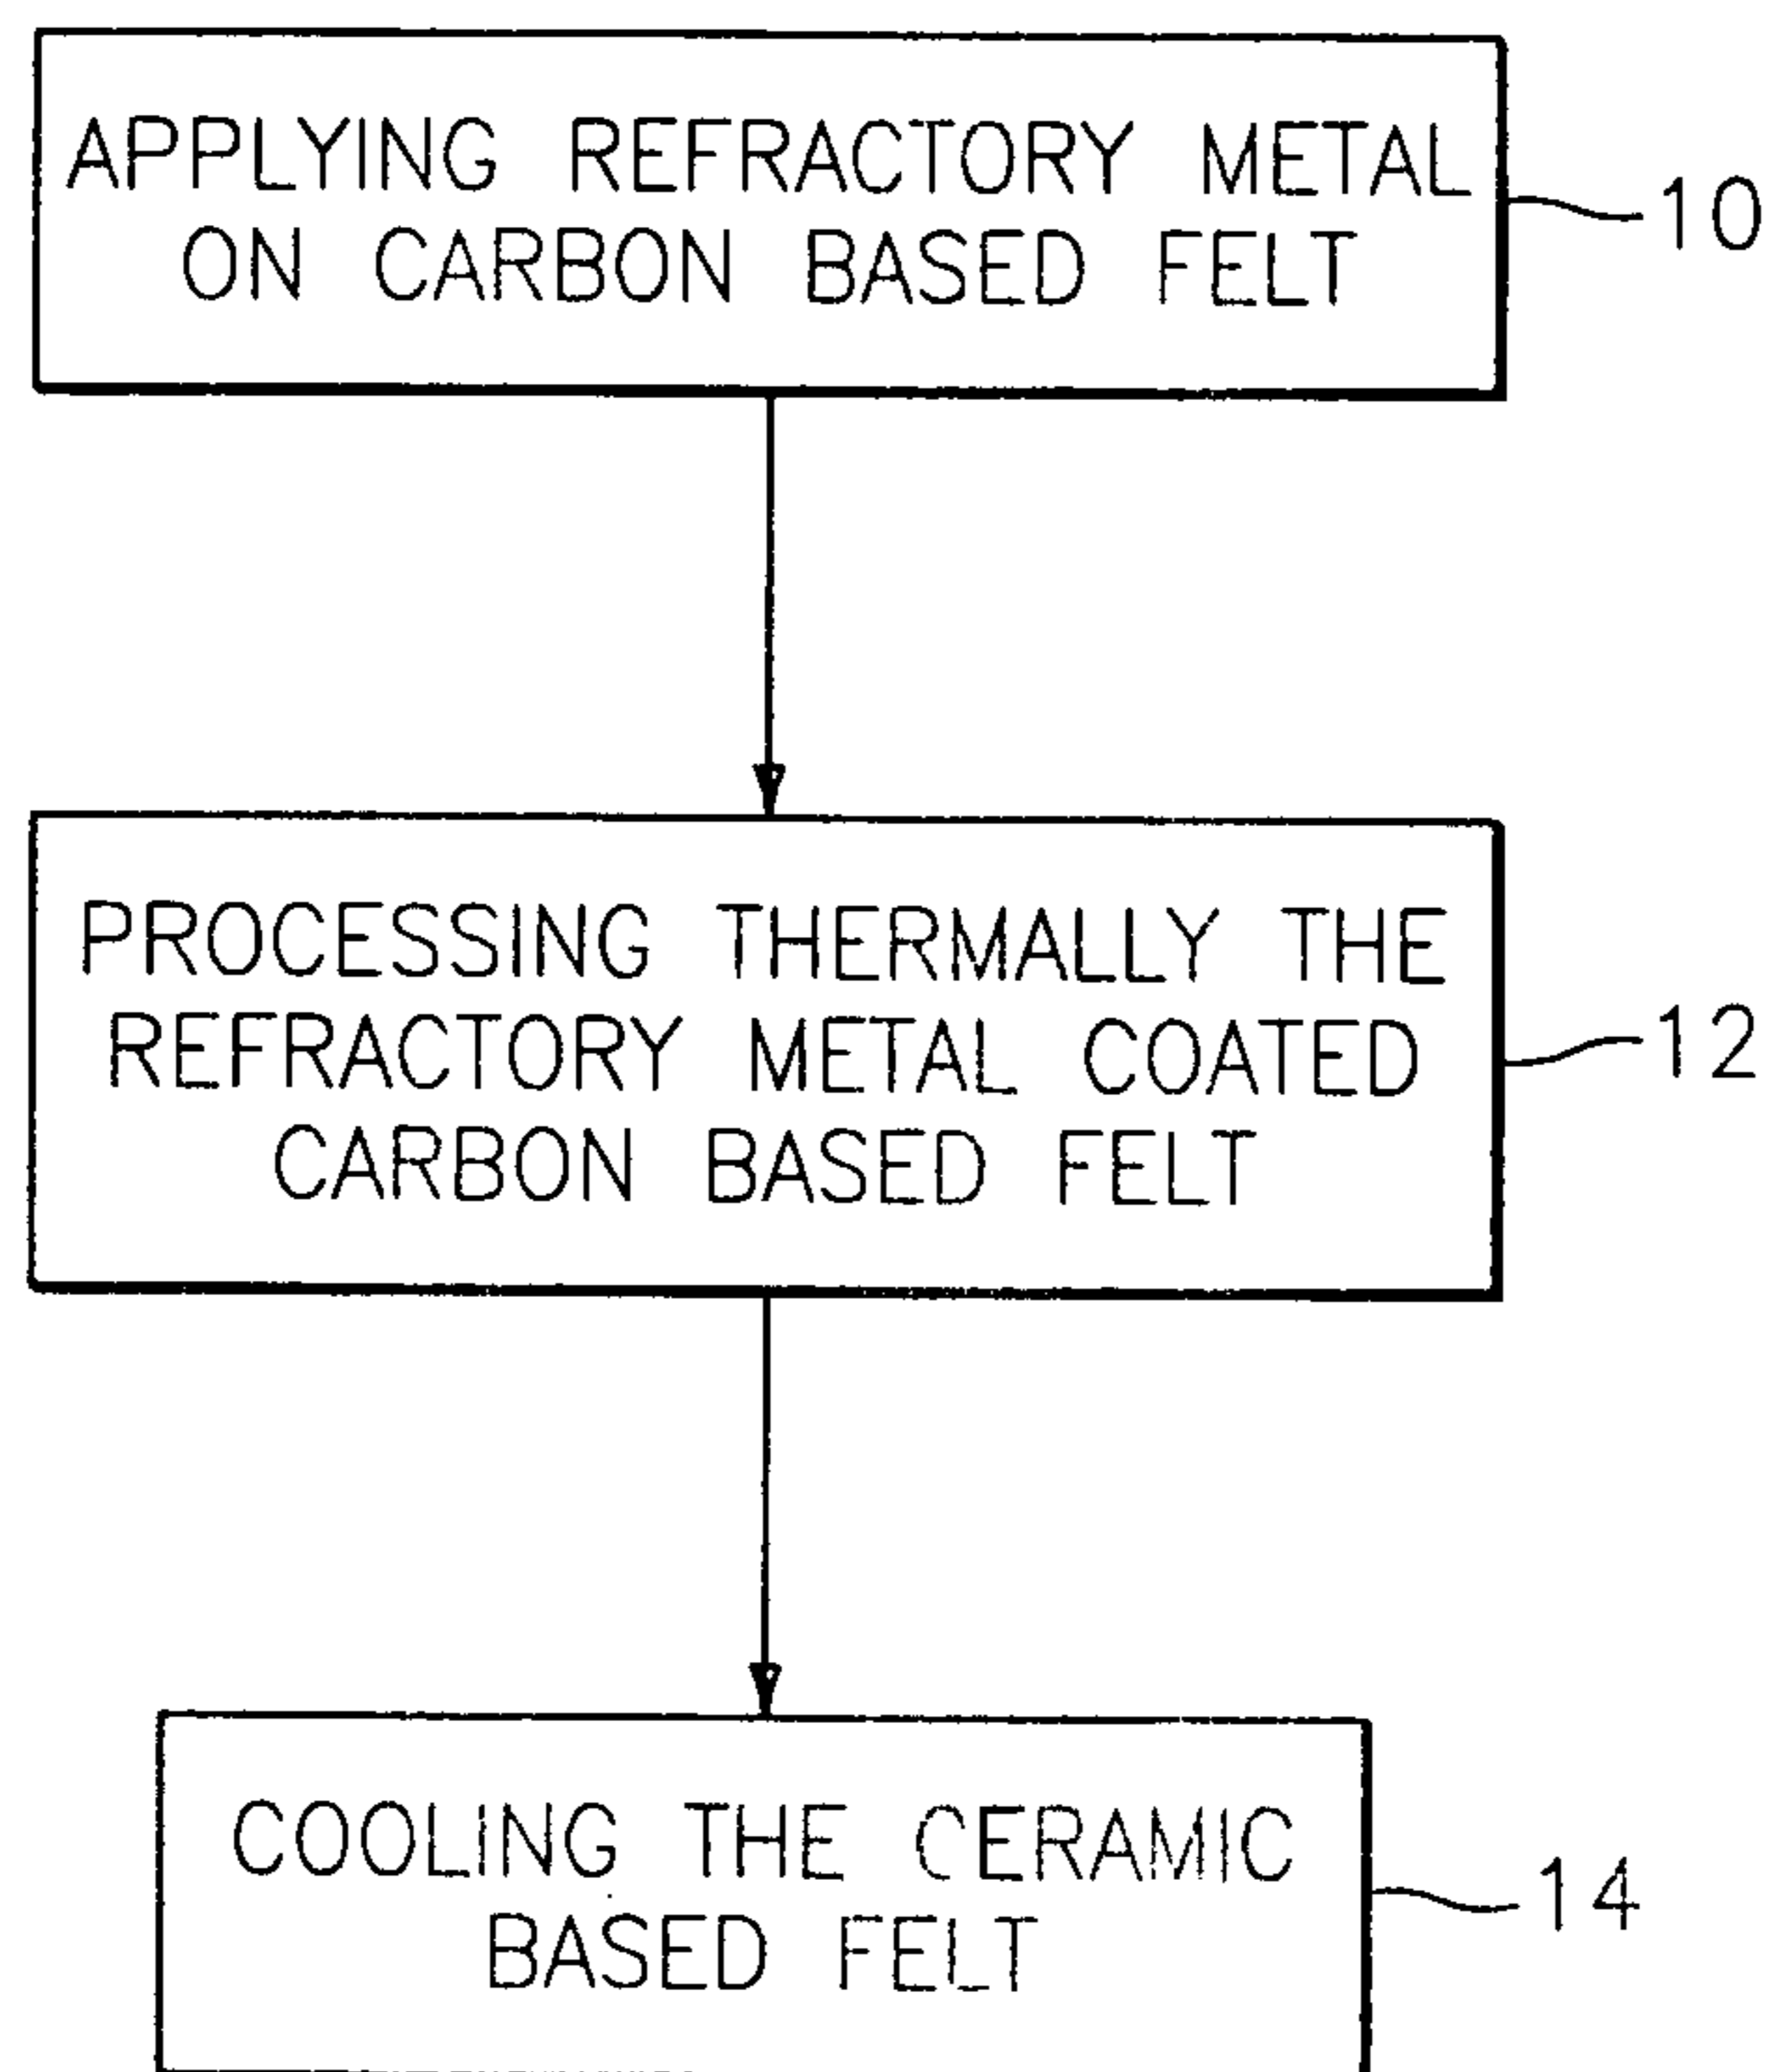 APPLYING REFRACTORY METAL
ON CARBON BASED FELT
10
PROCESSING THERMALLY THE
REFRACTORY METAL COATED
CARBON BASED FELT
12
COOLING THE CERAMIC
BASED FELT
14